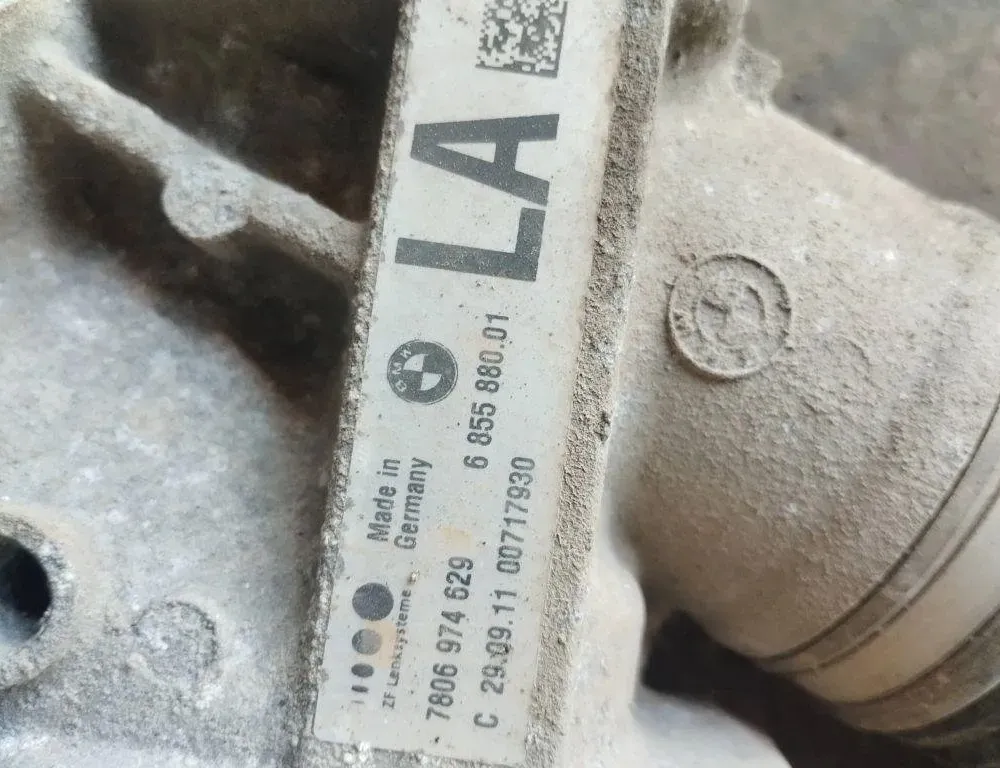 LA
BMW
6 855 880.01
Made in
Germany
ZF Lenksysteme
7806 974 629
C 29.09.11 00717930